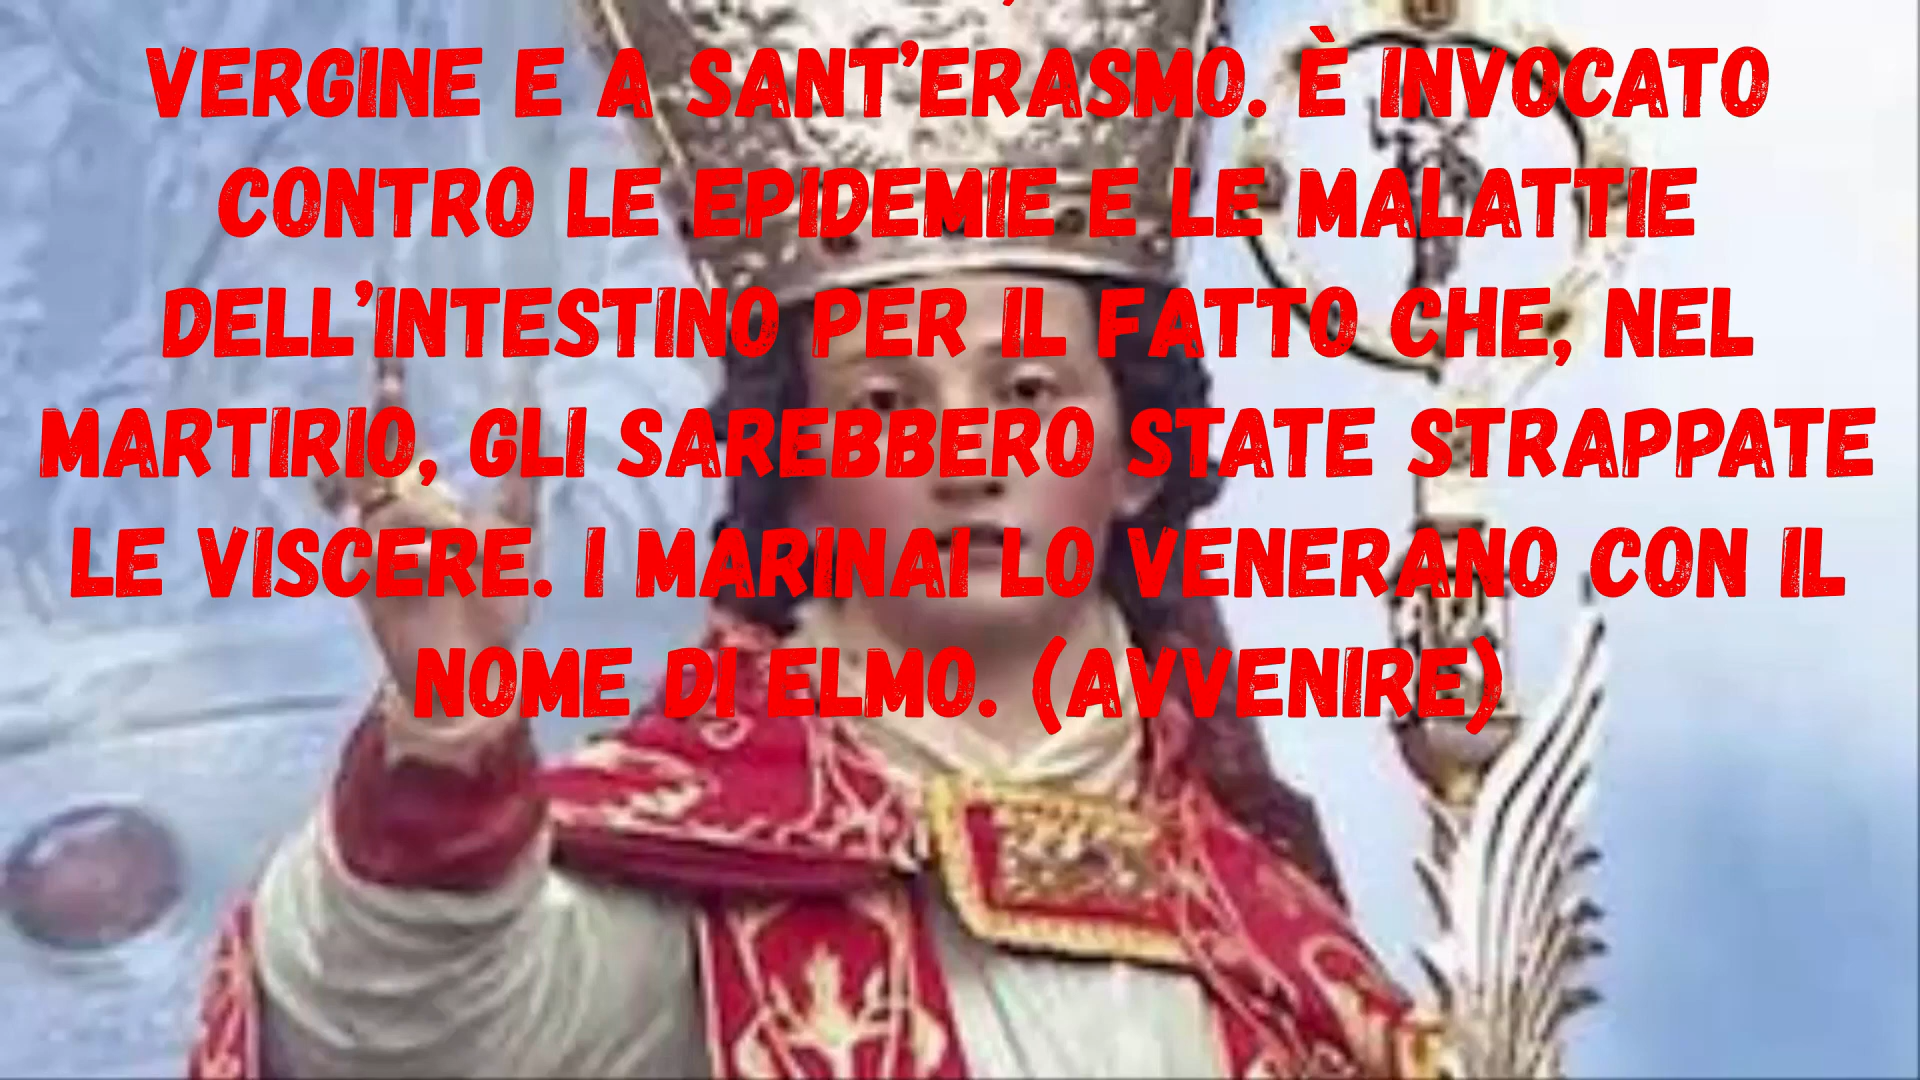 VERGINE E A SANT'ERASMO. È INVOCATO
CONTRO LE EPIDEMIE E LE MALATTIE
DELL'INTESTINO PER IL FATTO CHE, NEL
MARTIRIO, GLI SAREBBERO STATE STRAPPATE
LE VISCERE. I MARINAI LO VENERANO CON IL
NOME DI ELMO. (AVVENIRE)